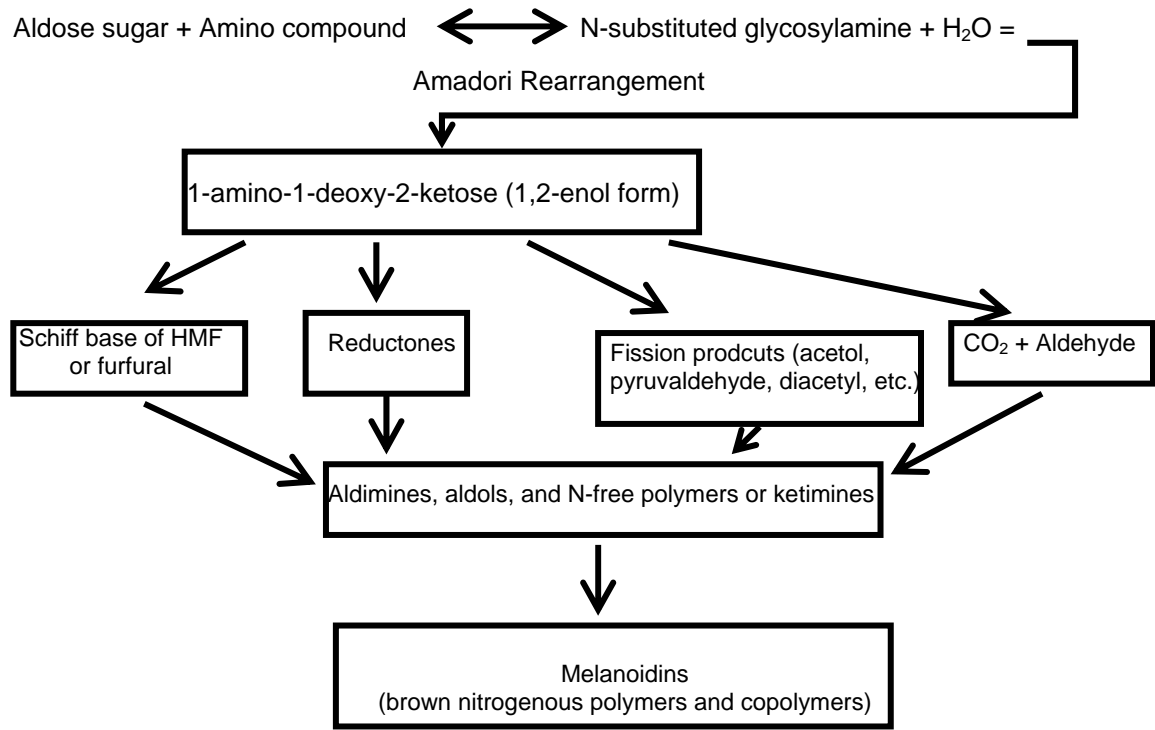 Aldose sugar + Amino compound N-substituted glycosylamine + H₂O =
Amadori Rearrangement
1-amino-1-deoxy-2-ketose (1,2-enol form)
Schiff base of HMF
or furfural
Reductones
Fission prodcuts (acetol,
pyruvaldehyde, diacetyl, etc.)
CO₂ + Aldehyde
Aldimines, aldols, and N-free polymers or ketimines
Melanoidins
(brown nitrogenous polymers and copolymers)